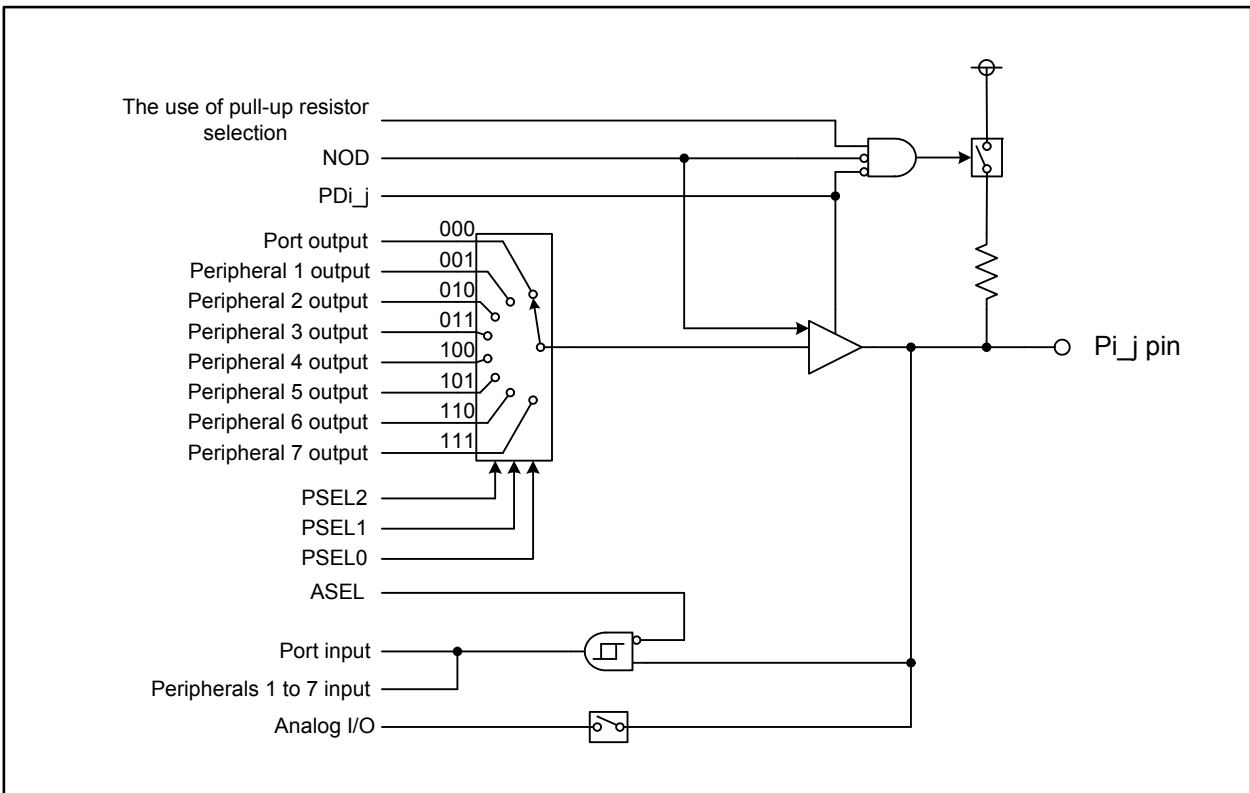 The use of pull-up resistor
selection
NOD
PDi_j
Port output 000
Peripheral 1 output 001
Peripheral 2 output 010
Peripheral 3 output 011
Peripheral 4 output 100
Peripheral 5 output 101
Peripheral 6 output 110
Peripheral 7 output 111
Pi_j pin
PSEL2
PSEL1
PSEL0
ASEL
Port input
Peripherals 1 to 7 input
Analog I/O